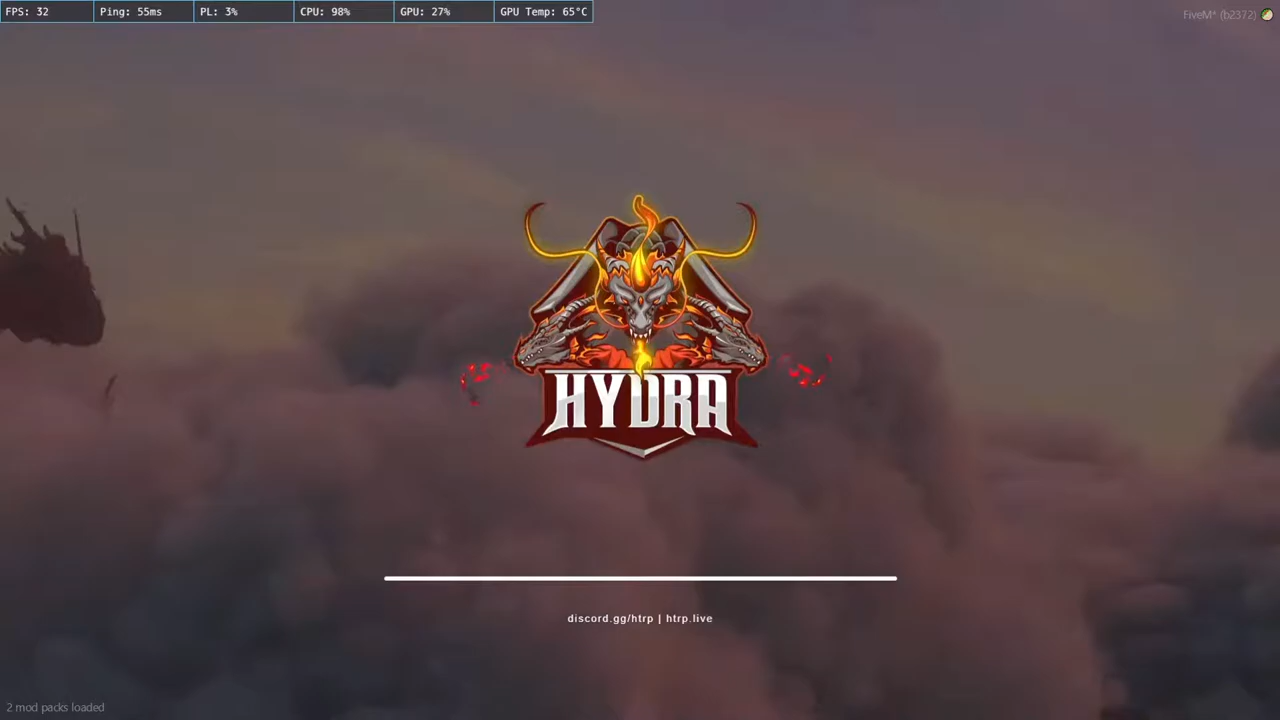 FPS: 32 Ping: 55ms PL: 3% CPU: 98% GPU: 27% GPU Temp: 65°C
FiveM* (b2372)
HYDRA
discord.gg/htrp | htrp.live
2 mod packs loaded